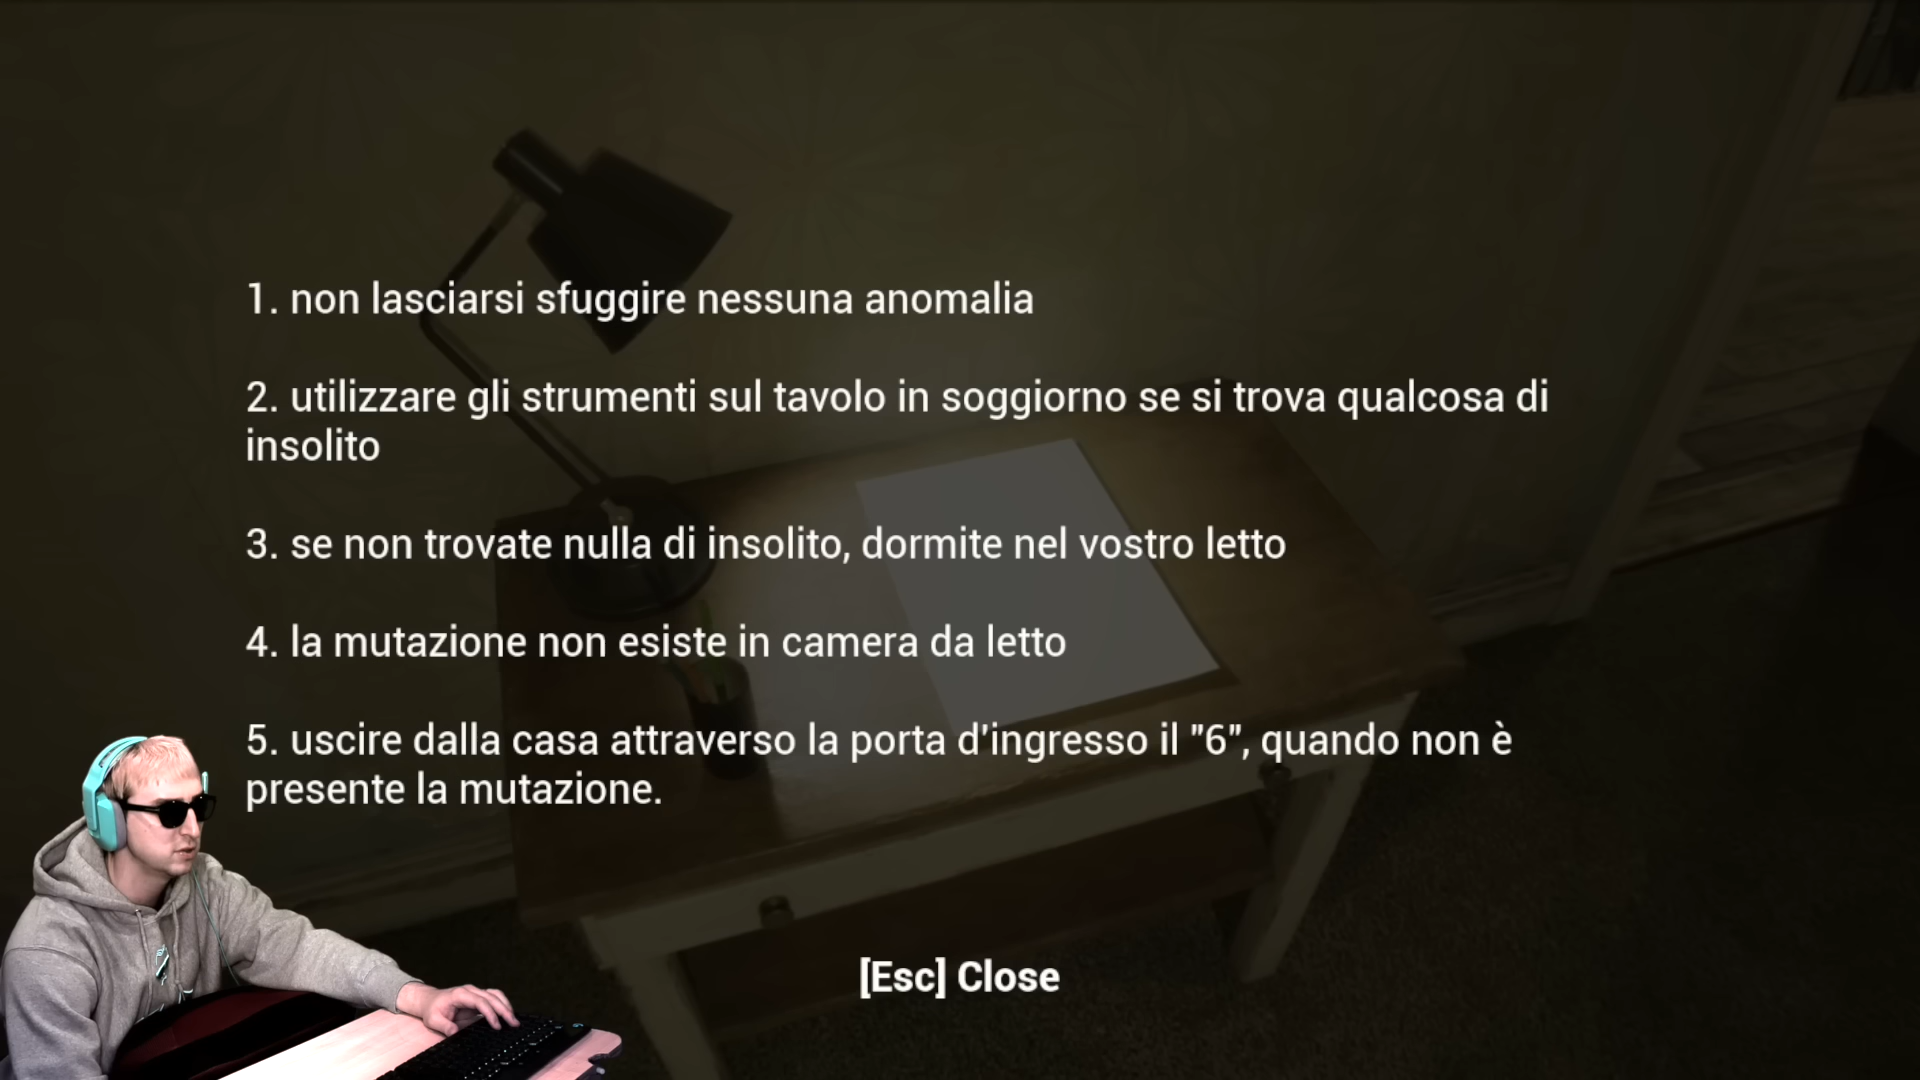 1. non lasciarsi sfuggire nessuna anomalia
2. utilizzare gli strumenti sul tavolo in soggiorno se si trova qualcosa di
insolito
3. se non trovate nulla di insolito, dormite nel vostro letto
4. la mutazione non esiste in camera da letto
5. uscire dalla casa attraverso la porta d'ingresso il "6", quando non è
presente la mutazione.
[Esc] Close